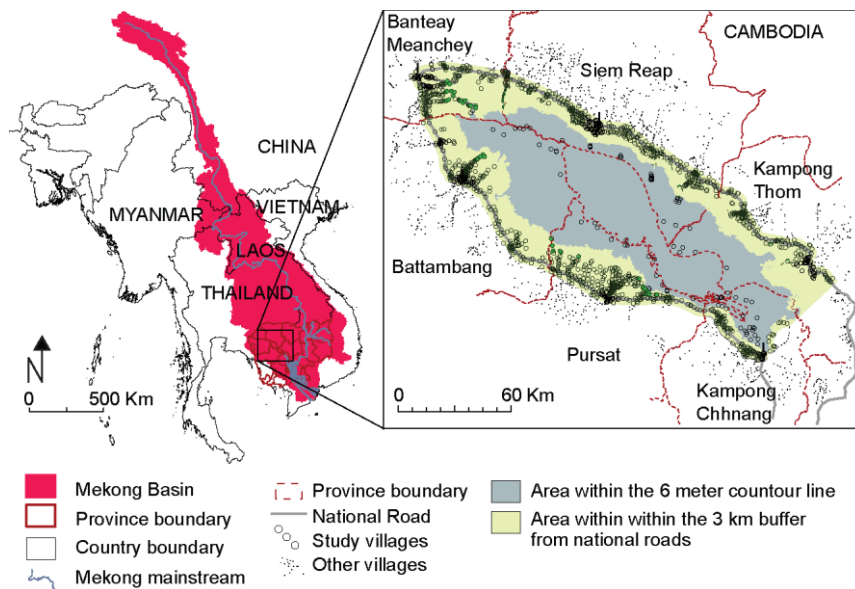 CHINA
MYANMAR
VIETNAM
LAOS
THAILAND
N
0 500 Km
Banteay
Meanchey
CAMBODIA
Siem Reap
Kampong
Thom
Battambang
Pursat
0 60 Km
Kampong
Chhnang
Mekong Basin
Province boundary
Country boundary
Mekong mainstream
Province boundary
National Road
Study villages
Other villages
Area within the 6 meter countour line
Area within within the 3 km buffer
from national roads